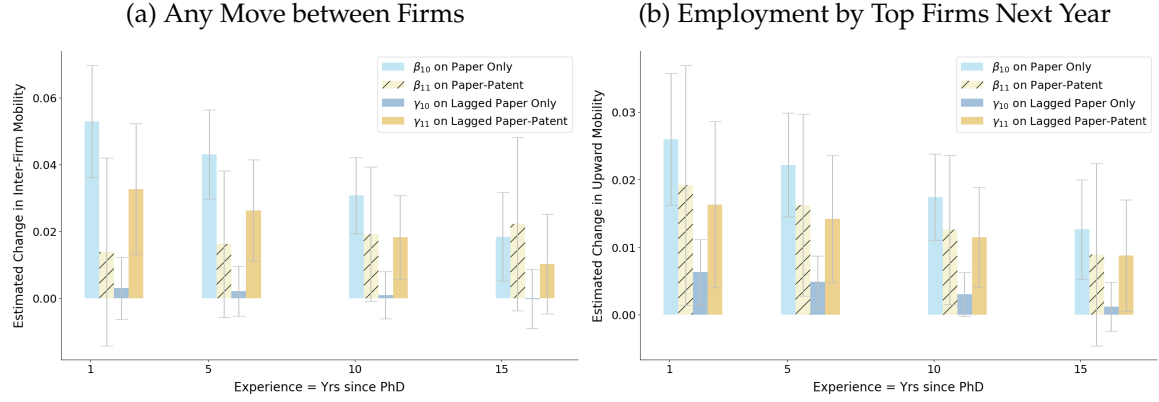 (a) Any Move between Firms
Estimated Change in Inter-Firm Mobility
0.06
0.04
0.02
0.00
β10 on Paper Only
β11 on Paper-Patent
γ10 on Lagged Paper Only
γ11 on Lagged Paper-Patent
1 5 10 15
Experience = Yrs since PhD
(b) Employment by Top Firms Next Year
Estimated Change in Upward Mobility
0.03
0.02
0.01
0.00
β10 on Paper Only
β11 on Paper-Patent
γ10 on Lagged Paper Only
γ11 on Lagged Paper-Patent
1 5 10 15
Experience = Yrs since PhD